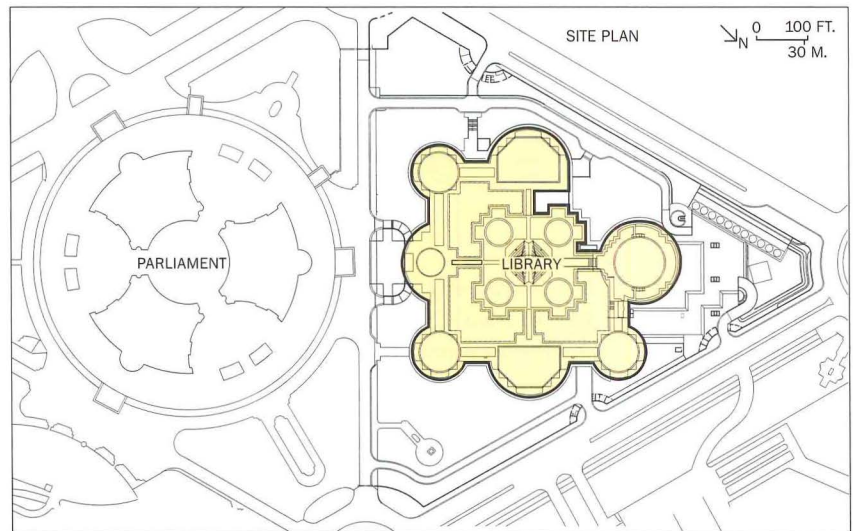 SITE PLAN
N
0 100 FT.
30 M.
PARLIAMENT
LIBRARY